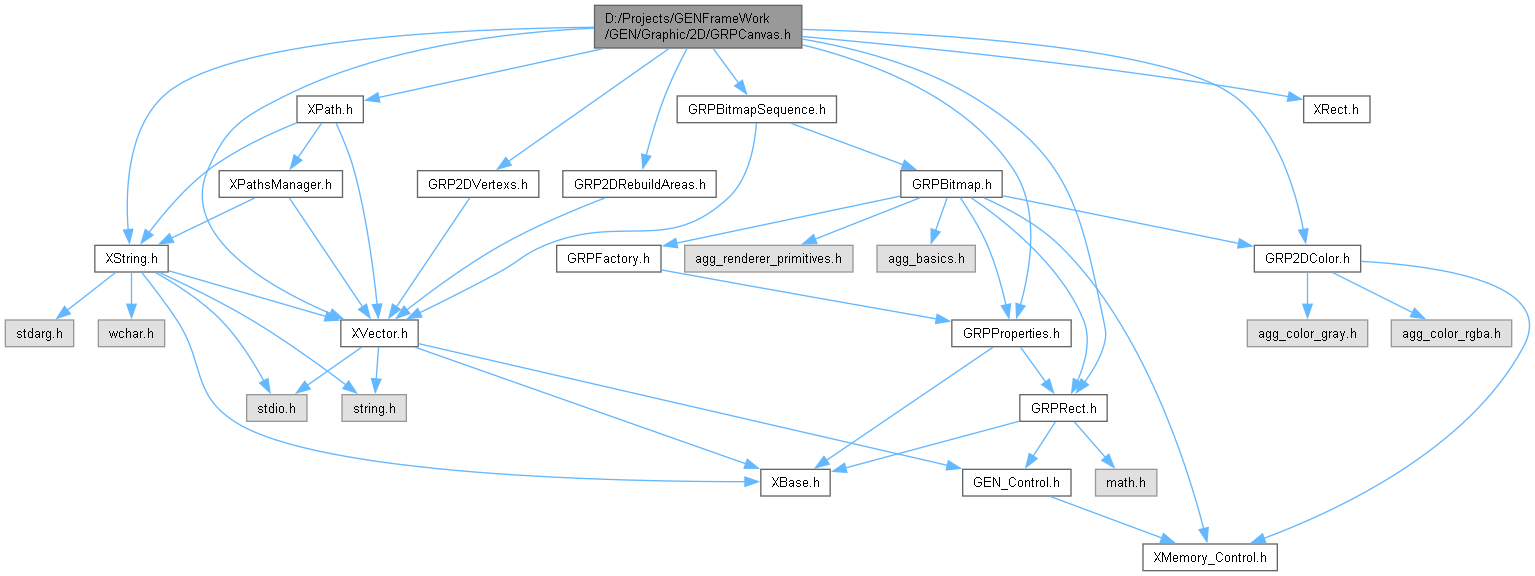 D:/Projects/GENFrameWork
/GEN/Graphic/2D/GRPCanvas.h
XPath.h
GRPBitmapSequence.h
XRect.h
XPathsManager.h
GRP2DVertexs.h
GRP2DRebuildAreas.h
GRPBitmap.h
XString.h
GRPFactory.h
agg_renderer_primitives.h
agg_basics.h
GRP2DColor.h
stdarg.h
wchar.h
XVector.h
GRPProperties.h
agg_color_gray.h
agg_color_rgba.h
stdio.h
string.h
GRPRect.h
XBase.h
GEN_Control.h
math.h
XMemory_Control.h